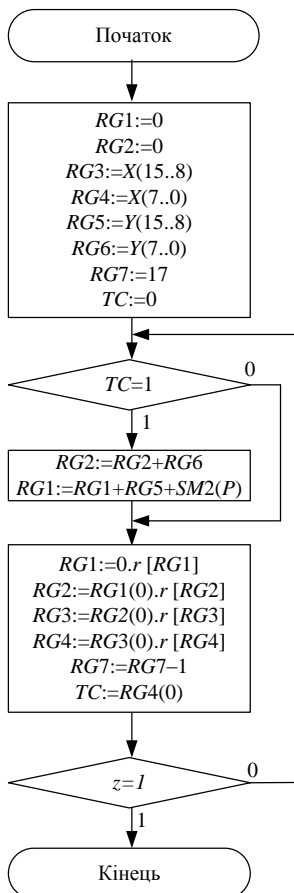 Початок
RG1:=0
RG2:=0
RG3:=X(15..8)
RG4:=X(7..0)
RG5:=Y(15..8)
RG6:=Y(7..0)
RG7:=17
TC:=0
TC=1
0
1
RG2:=RG2+RG6
RG1:=RG1+RG5+SM2(P)
RG1:=0.r [RG1]
RG2:=RG1(0).r [RG2]
RG3:=RG2(0).r [RG3]
RG4:=RG3(0).r [RG4]
RG7:=RG7–1
TC:=RG4(0)
z=1
0
1
Кінець